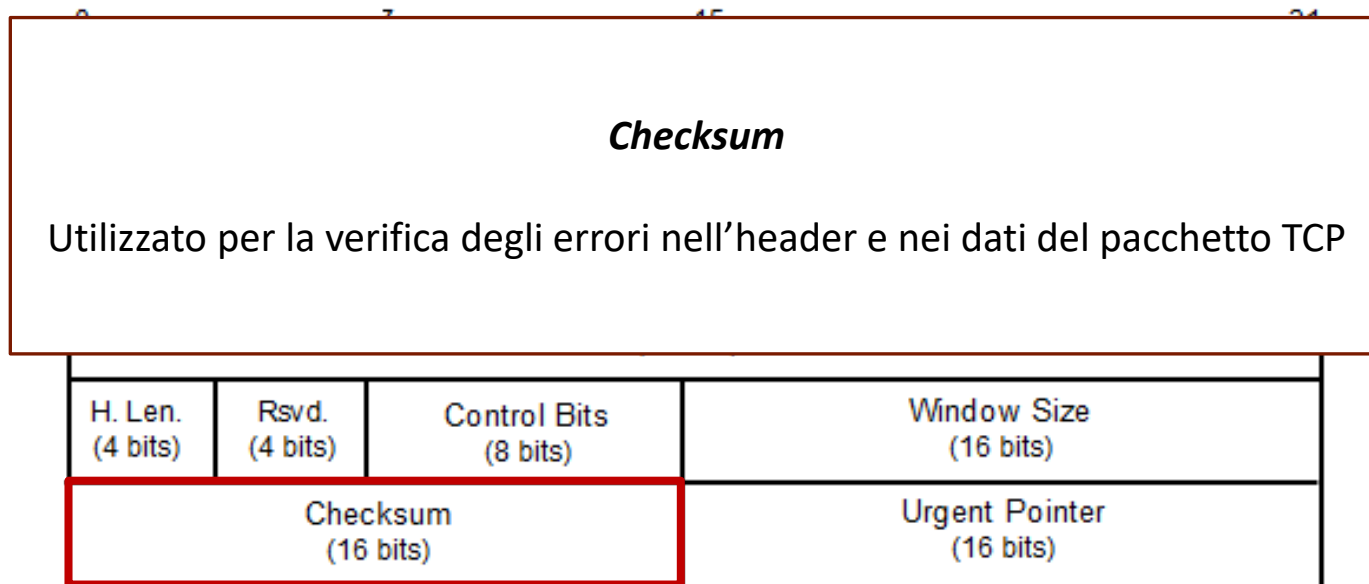 Checksum
Utilizzato per la verifica degli errori nell’header e nei dati del pacchetto TCP
H. Len.
(4 bits)
Rsvd.
(4 bits)
Control Bits
(8 bits)
Window Size
(16 bits)
Checksum
(16 bits)
Urgent Pointer
(16 bits)